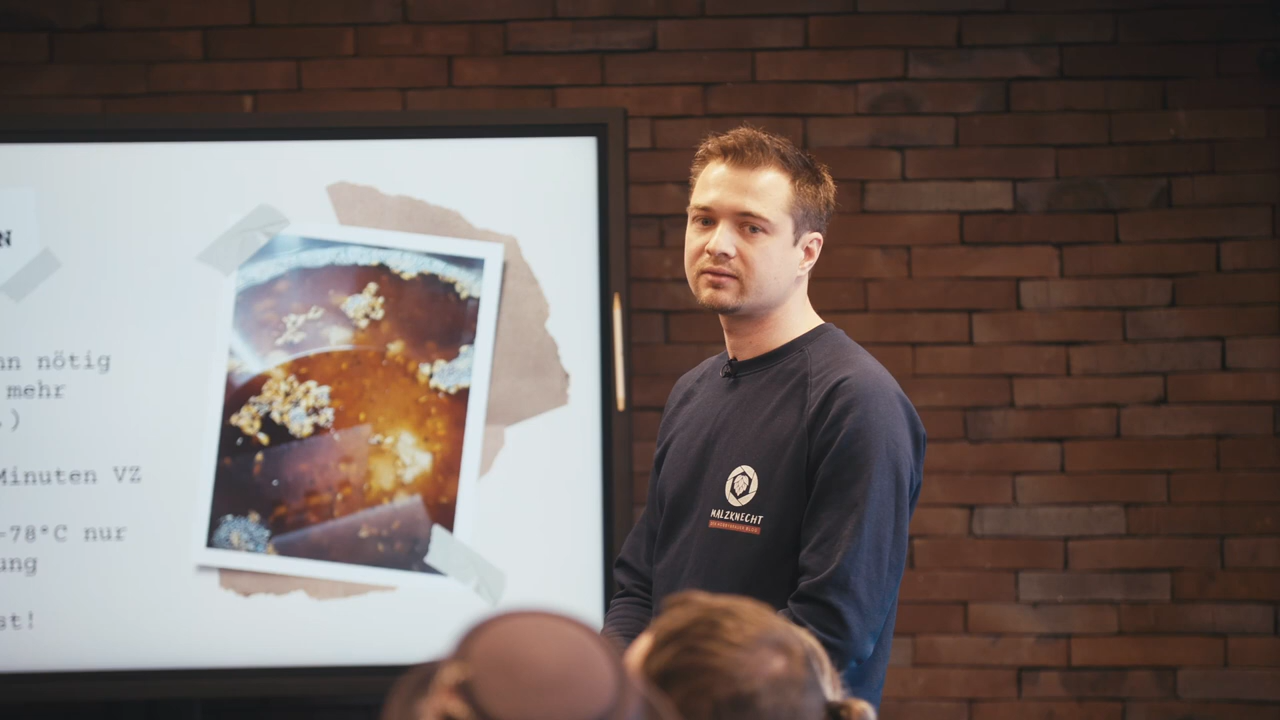 N
nn nötig
mehr
.)
Minuten VZ
-78°C nur
ung
st!
MALZKNECHT